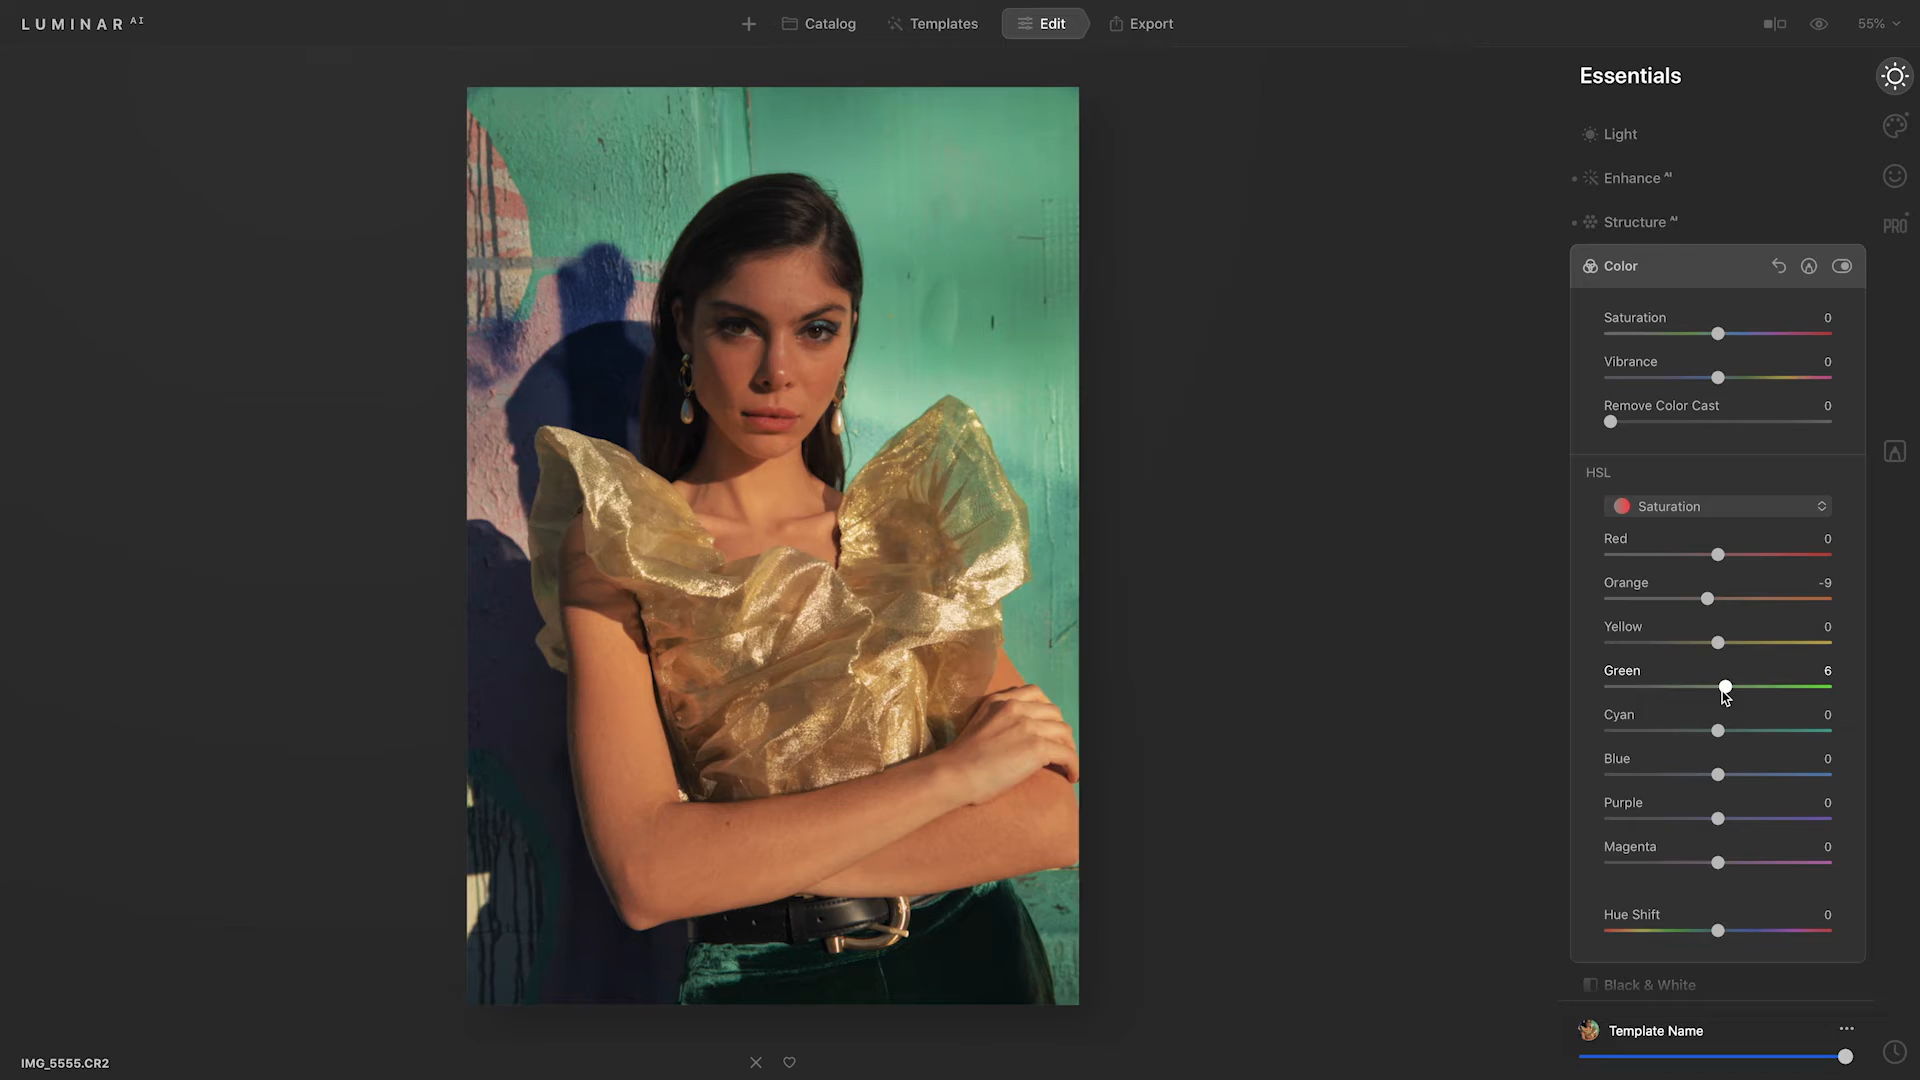 LUMINAR AI
Catalog
Templates
Edit
Export
55%
Essentials
Light
Enhance AI
Structure AI
PRO
Color
Saturation 0
Vibrance 0
Remove Color Cast 0
HSL
Saturation
Red 0
Orange -9
Yellow 0
Green 6
Cyan 0
Blue 0
Purple 0
Magenta 0
Hue Shift 0
Black & White
Template Name
IMG_5555.CR2